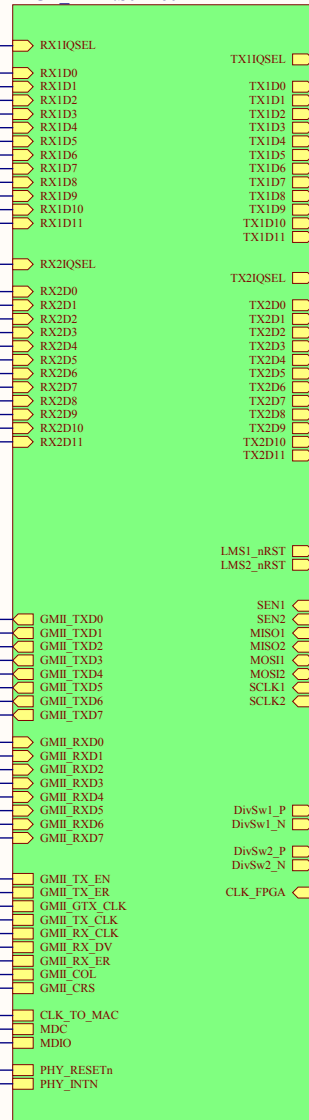 RX1IQSEL
RX1D0
RX1D1
RX1D2
RX1D3
RX1D4
RX1D5
RX1D6
RX1D7
RX1D8
RX1D9
RX1D10
RX1D11
RX2IQSEL
RX2D0
RX2D1
RX2D2
RX2D3
RX2D4
RX2D5
RX2D6
RX2D7
RX2D8
RX2D9
RX2D10
RX2D11
GMII_TXD0
GMII_TXD1
GMII_TXD2
GMII_TXD3
GMII_TXD4
GMII_TXD5
GMII_TXD6
GMII_TXD7
GMII_RXD0
GMII_RXD1
GMII_RXD2
GMII_RXD3
GMII_RXD4
GMII_RXD5
GMII_RXD6
GMII_RXD7
GMII_TX_EN
GMII_TX_ER
GMII_GTX_CLK
GMII_TX_CLK
GMII_RX_CLK
GMII_RX_DV
GMII_RX_ER
GMII_COL
GMII_CRS
CLK_TO_MAC
MDC
MDIO
PHY_RESETn
PHY_INTN
TX1IQSEL
TX1D0
TX1D1
TX1D2
TX1D3
TX1D4
TX1D5
TX1D6
TX1D7
TX1D8
TX1D9
TX1D10
TX1D11
TX2IQSEL
TX2D0
TX2D1
TX2D2
TX2D3
TX2D4
TX2D5
TX2D6
TX2D7
TX2D8
TX2D9
TX2D10
TX2D11
LMS1_nRST
LMS2_nRST
SEN1
SEN2
MISO1
MISO2
MOSI1
MOSI2
SCLK1
SCLK2
DivSw1_P
DivSw1_N
DivSw2_P
DivSw2_N
CLK_FPGA